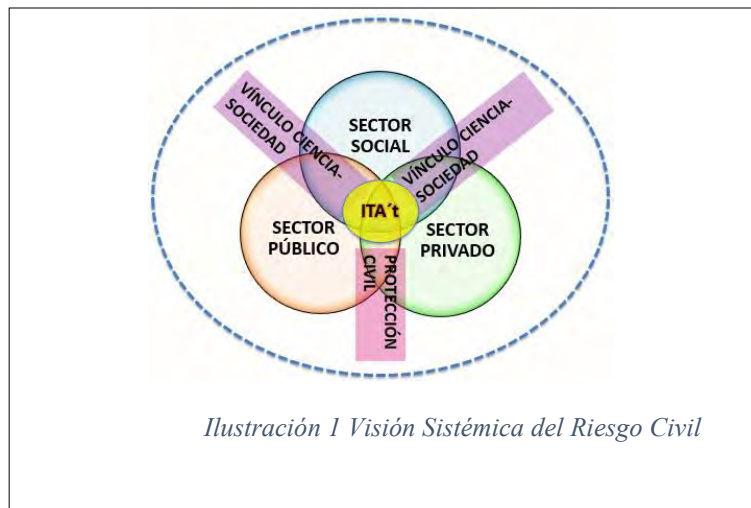 VÍNCULO CIENCIA-
SOCIEDAD
SECTOR
SOCIAL
VÍNCULO CIENCIA-
SOCIEDAD
ITA´t
SECTOR
PÚBLICO
SECTOR
PRIVADO
PROTECCIÓN
CIVIL
Ilustración 1 Visión Sistémica del Riesgo Civil